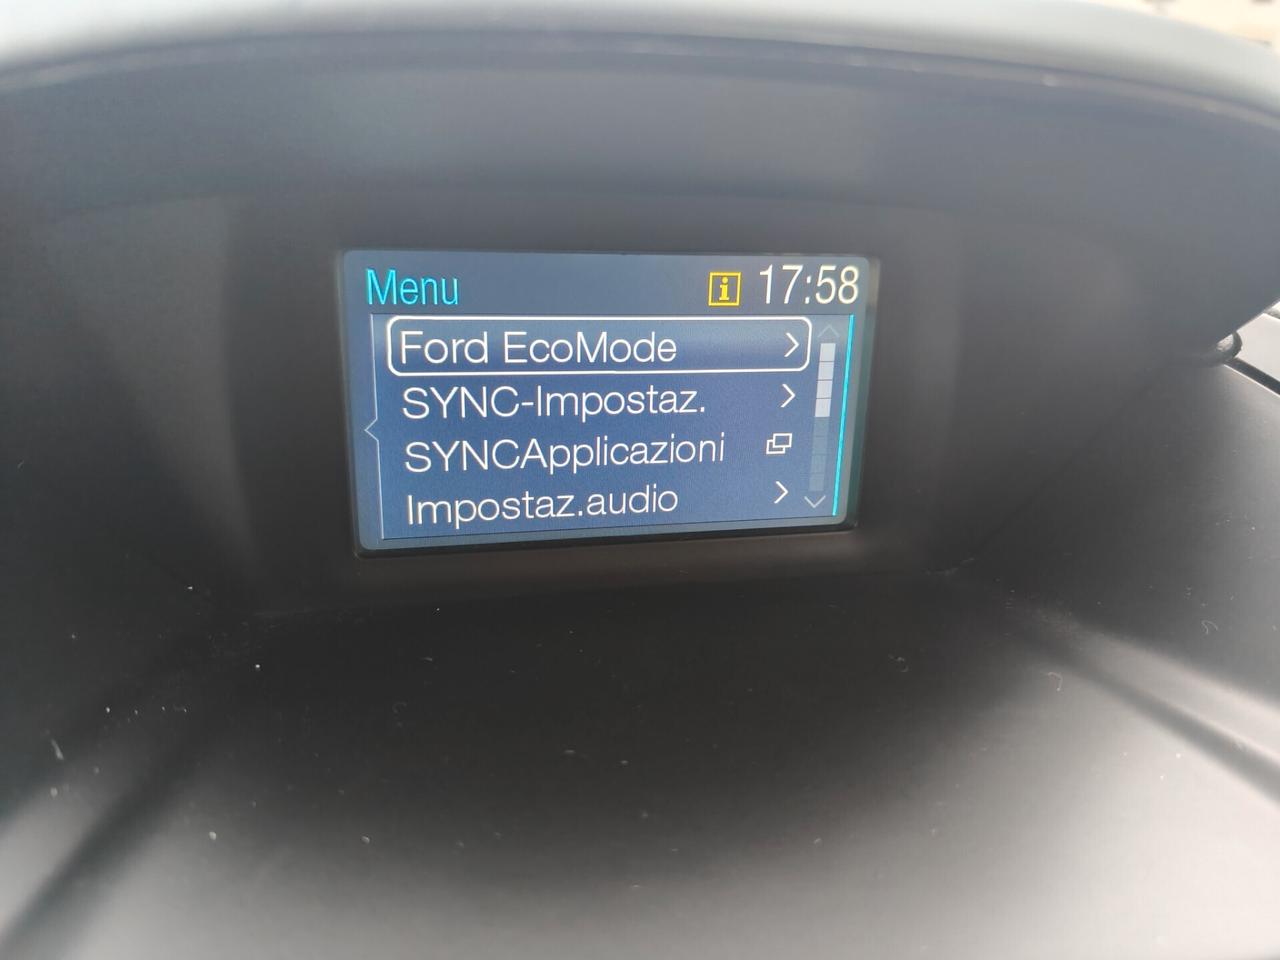 Menu i 17:58
Ford EcoMode
SYNC-Impostaz.
SYNCApplicazioni
Impostaz.audio